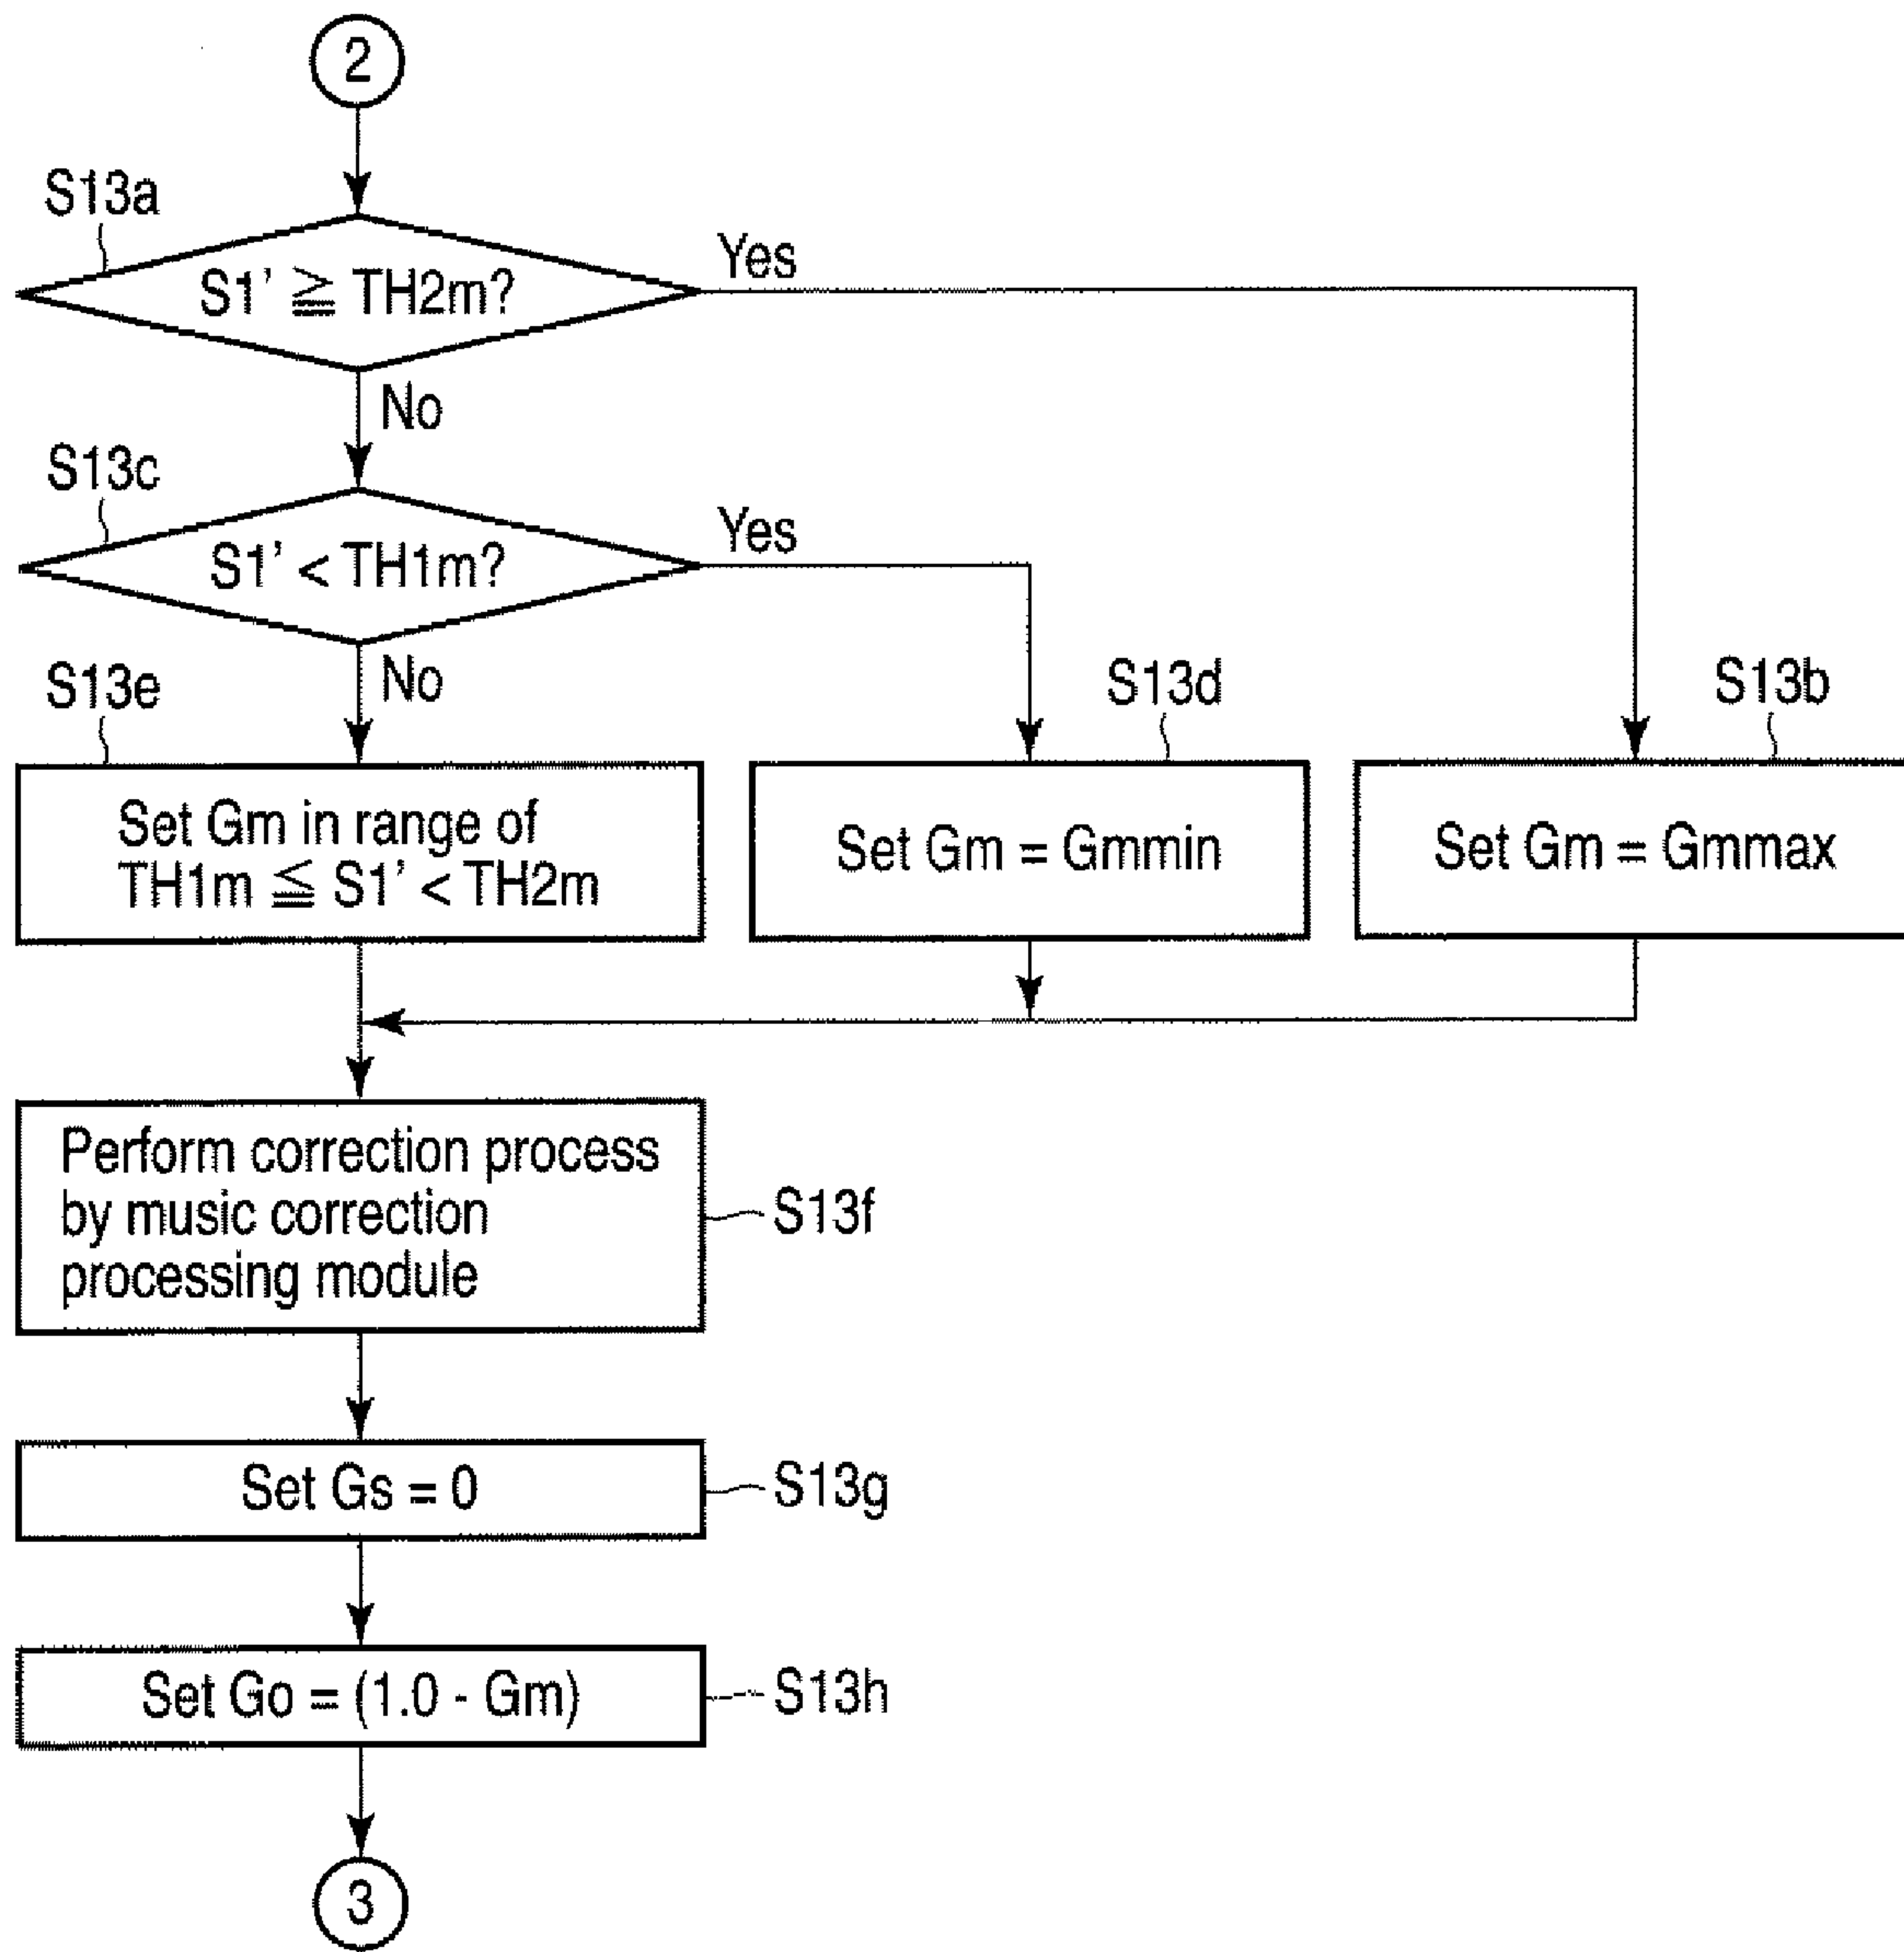 2
S13a
S1' ≧ TH2m?
Yes
No
S13c
S1' < TH1m?
Yes
No
S13e
S13d
S13b
Set Gm in range of
TH1m ≦ S1' < TH2m
Set Gm = Gmmin
Set Gm = Gmmax
Perform correction process
by music correction
processing module
S13f
Set Gs = 0
S13g
Set Go = (1.0 - Gm)
S13h
3